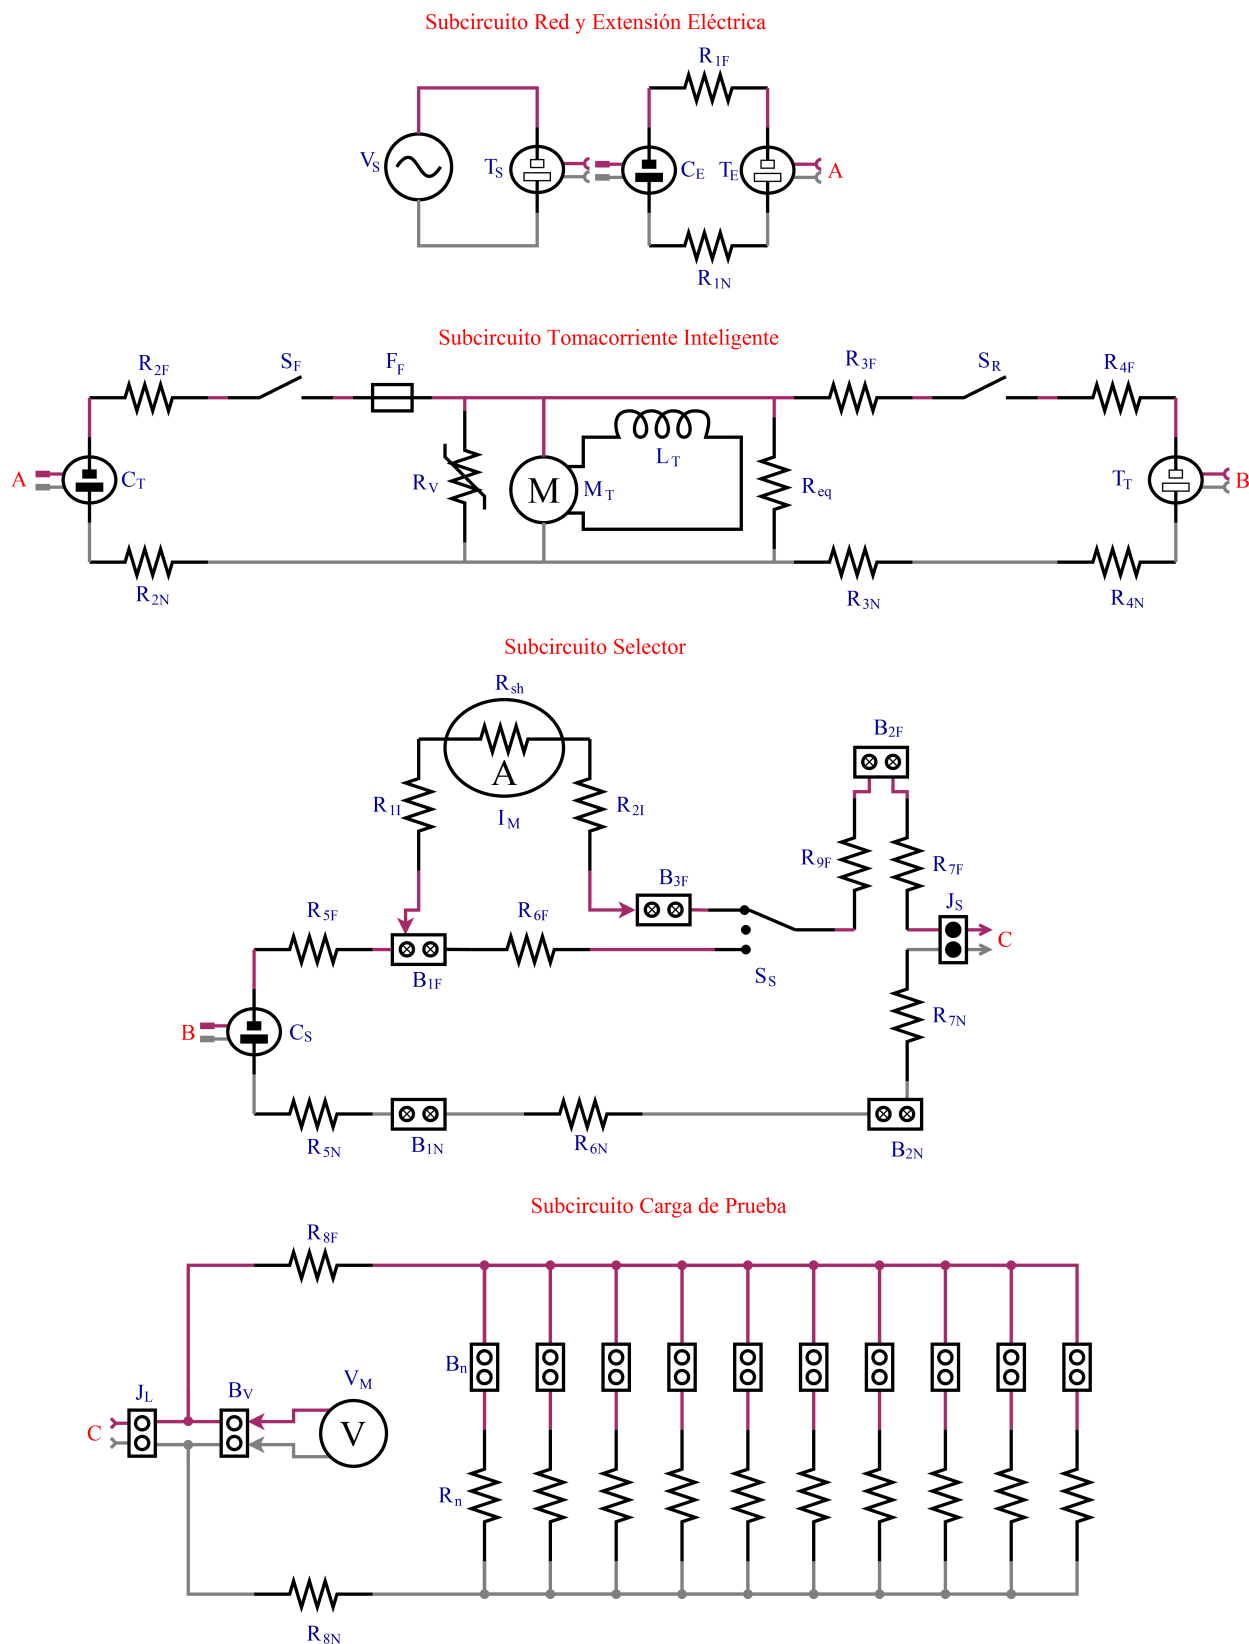 Subcircuito Red y Extensión Eléctrica
R1F
VS
TS
CE
TE
A
R1N
Subcircuito Tomacorriente Inteligente
R2F
SF
FF
R3F
SR
R4F
A
CT
RV
M
MT
LT
Req
TT
B
R2N
R3N
R4N
Subcircuito Selector
Rsh
A
IM
R1I
R2I
B2F
R9F
R7F
B3F
JS
R5F
R6F
C
B1F
SS
B
CS
R7N
R5N
B1N
R6N
B2N
Subcircuito Carga de Prueba
R8F
Bn
VM
JL
BV
C
V
Rn
R8N